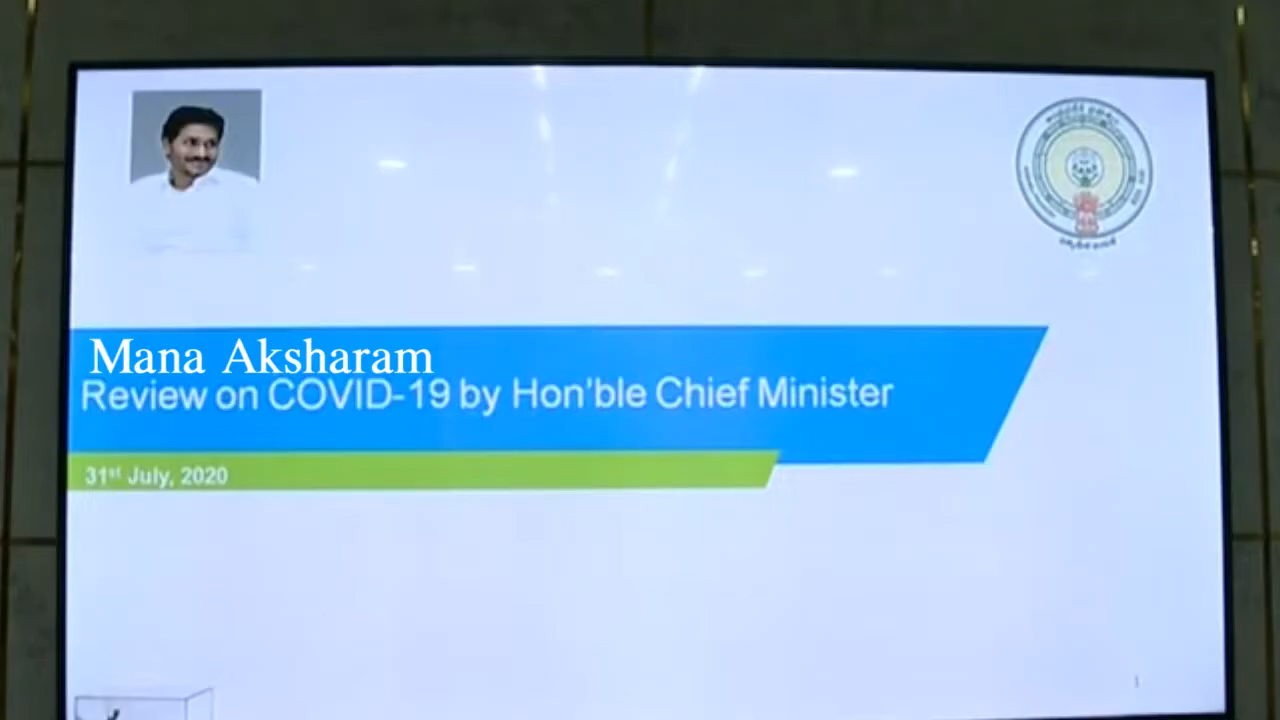 Mana Aksharam
Review on COVID-19 by Hon'ble Chief Minister
31st July, 2020
1